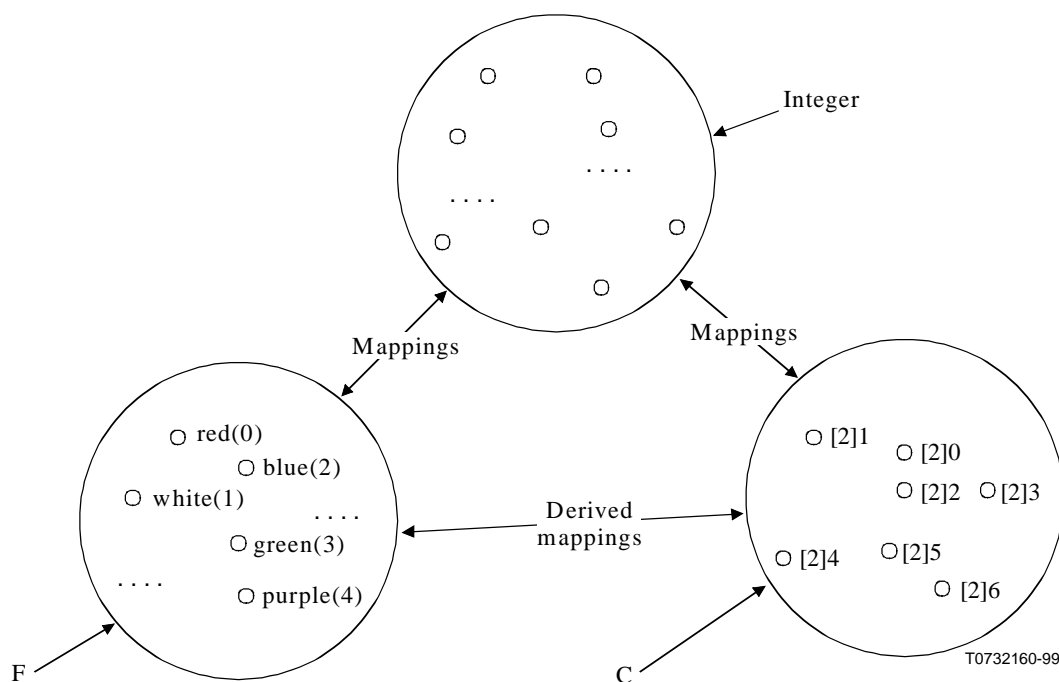 Integer
. . . .
. . . .
Mappings
Mappings
red(0)
blue(2)
white(1)
. . . .
green(3)
. . . .
purple(4)
F
Derived
mappings
[2]1
[2]0
[2]2
[2]3
[2]4
[2]5
[2]6
C
T0732160-99